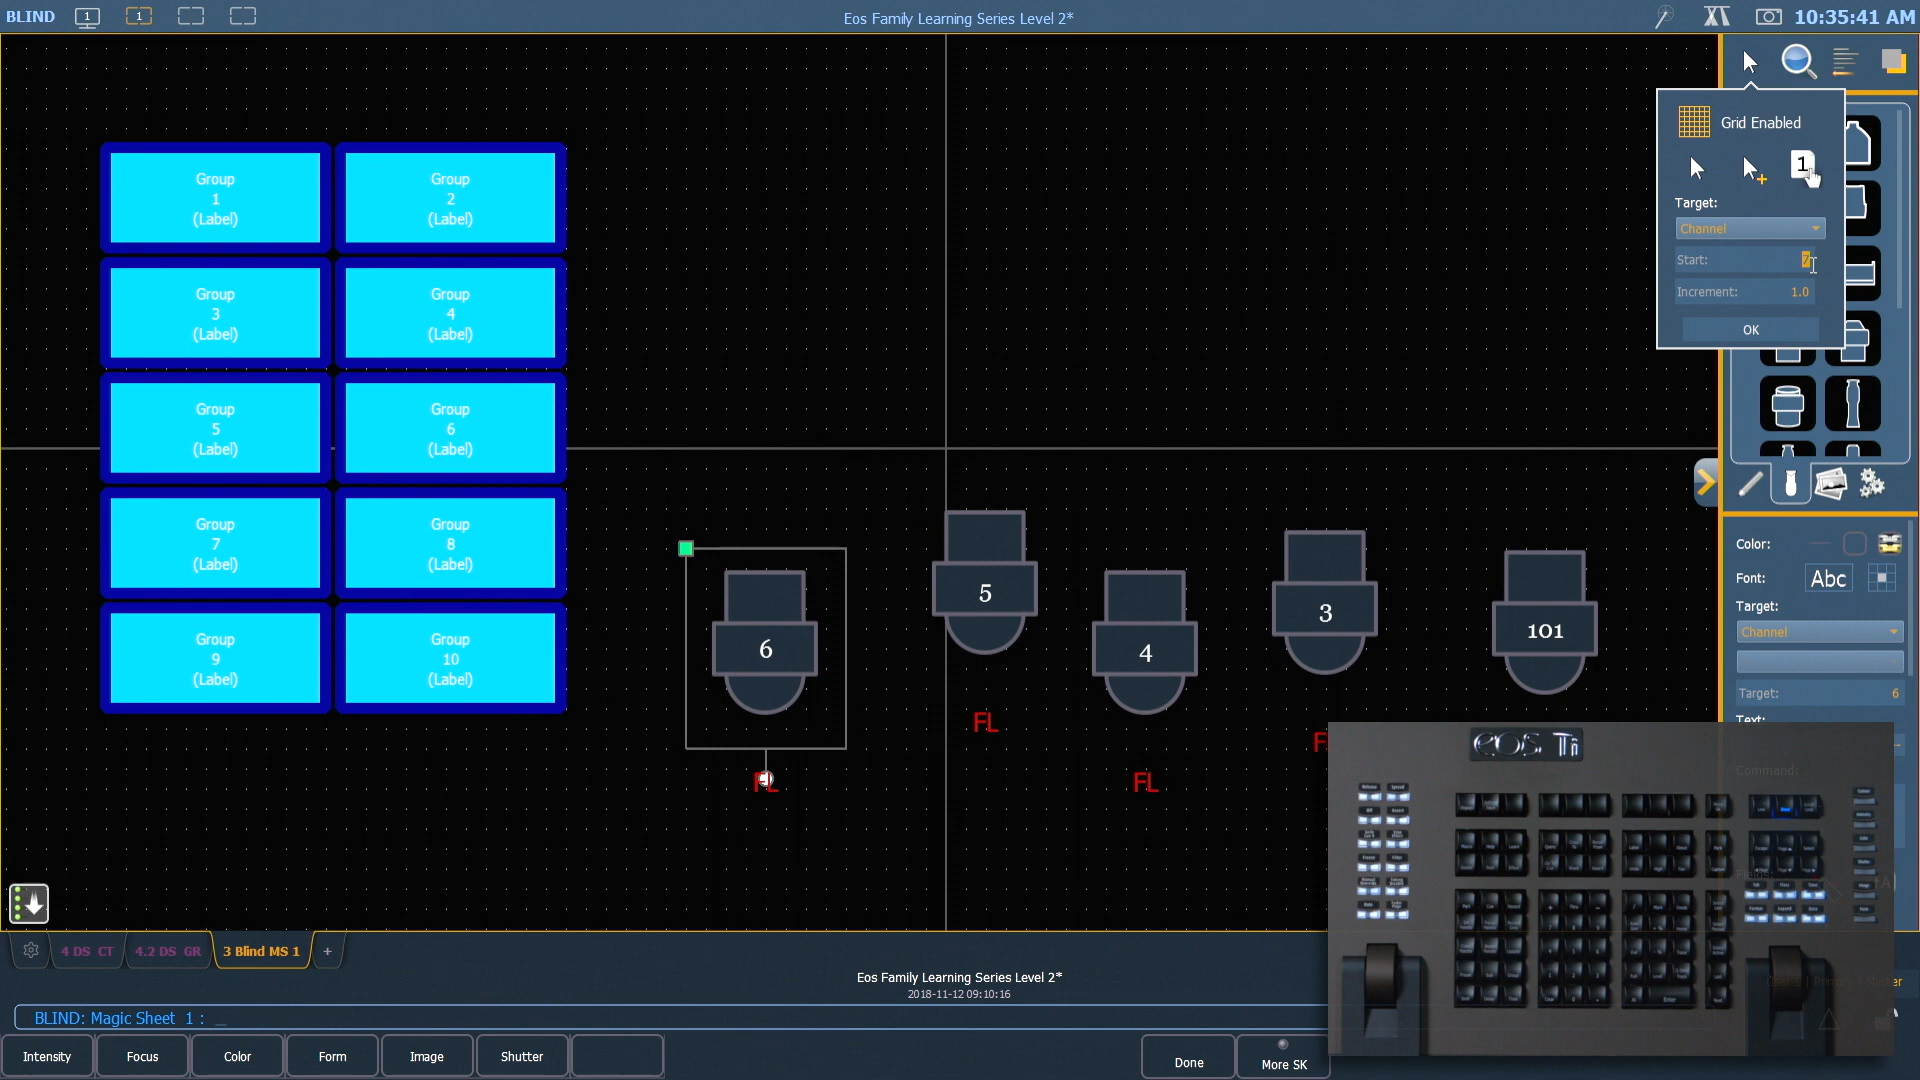 BLIND
1
1
Eos Family Learning Series Level 2*
10:35:41 AM
Grid Enabled
1
Target:
Channel
Start: 7
Increment: 1.0
OK
Group
1
(Label)
Group
2
(Label)
Group
3
(Label)
Group
4
(Label)
Group
5
(Label)
Group
6
(Label)
Group
7
(Label)
Group
8
(Label)
Group
9
(Label)
Group
10
(Label)
6
5
4
3
101
FL
FL
FL
Color:
Font:
Abc
Target:
Channel
Target: 6
Text:
Command:
eos Ti
4 DS CT
4.2 DS GR
3 Blind MS 1
+
Eos Family Learning Series Level 2*
2018-11-12 09:10:16
BLIND: Magic Sheet 1 : _
Intensity
Focus
Color
Form
Image
Shutter
Done
More SK